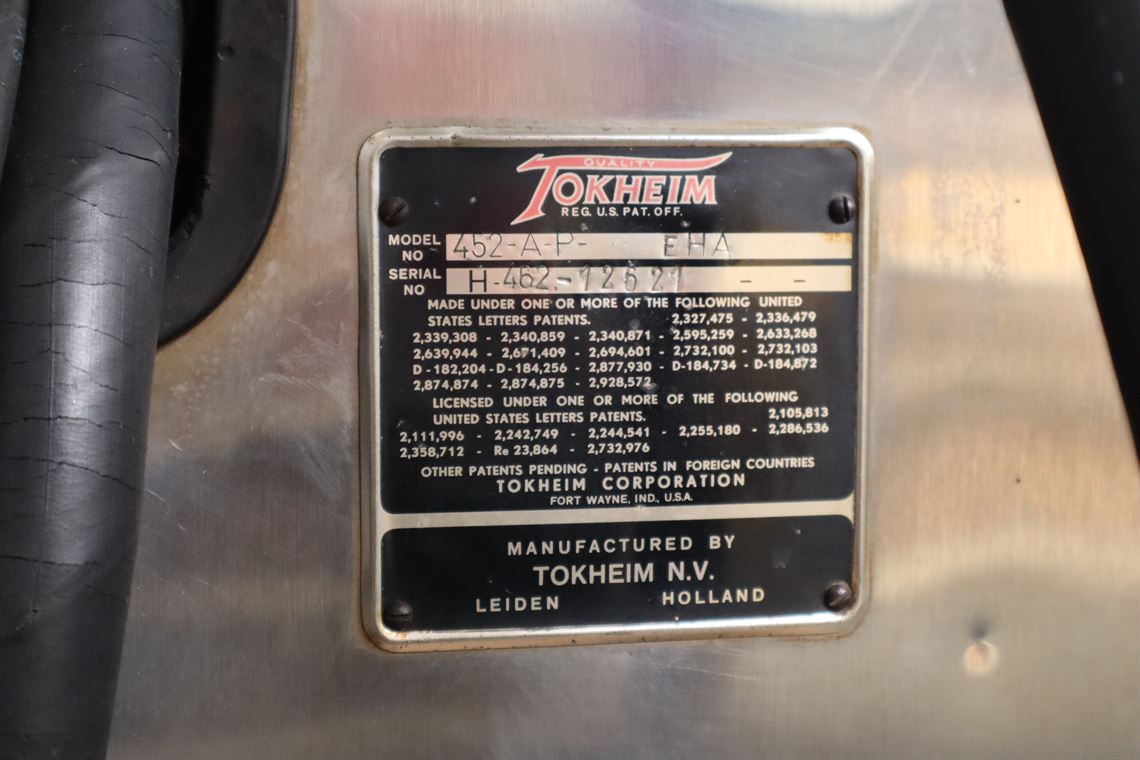 QUALITY
TOKHEIM
REG. U.S. PAT. OFF.
MODEL NO 452-A-P- EHA
SERIAL NO H-462-12621 - -
MADE UNDER ONE OR MORE OF THE FOLLOWING UNITED
STATES LETTERS PATENTS. 2,327,475 - 2,336,479
2,339,308 - 2,340,859 - 2,340,871 - 2,595,259 - 2,633,268
2,639,944 - 2,671,409 - 2,694,601 - 2,732,100 - 2,732,103
D-182,204 - D-184,256 - 2,877,930 - D-184,734 - D-184,872
2,874,874 - 2,874,875 - 2,928,572
LICENSED UNDER ONE OR MORE OF THE FOLLOWING
UNITED STATES LETTERS PATENTS. 2,105,813
2,111,996 - 2,242,749 - 2,244,541 - 2,255,180 - 2,286,536
2,358,712 - Re 23,864 - 2,732,976
OTHER PATENTS PENDING - PATENTS IN FOREIGN COUNTRIES
TOKHEIM CORPORATION
FORT WAYNE, IND., U.S.A.
MANUFACTURED BY
TOKHEIM N.V.
LEIDEN HOLLAND